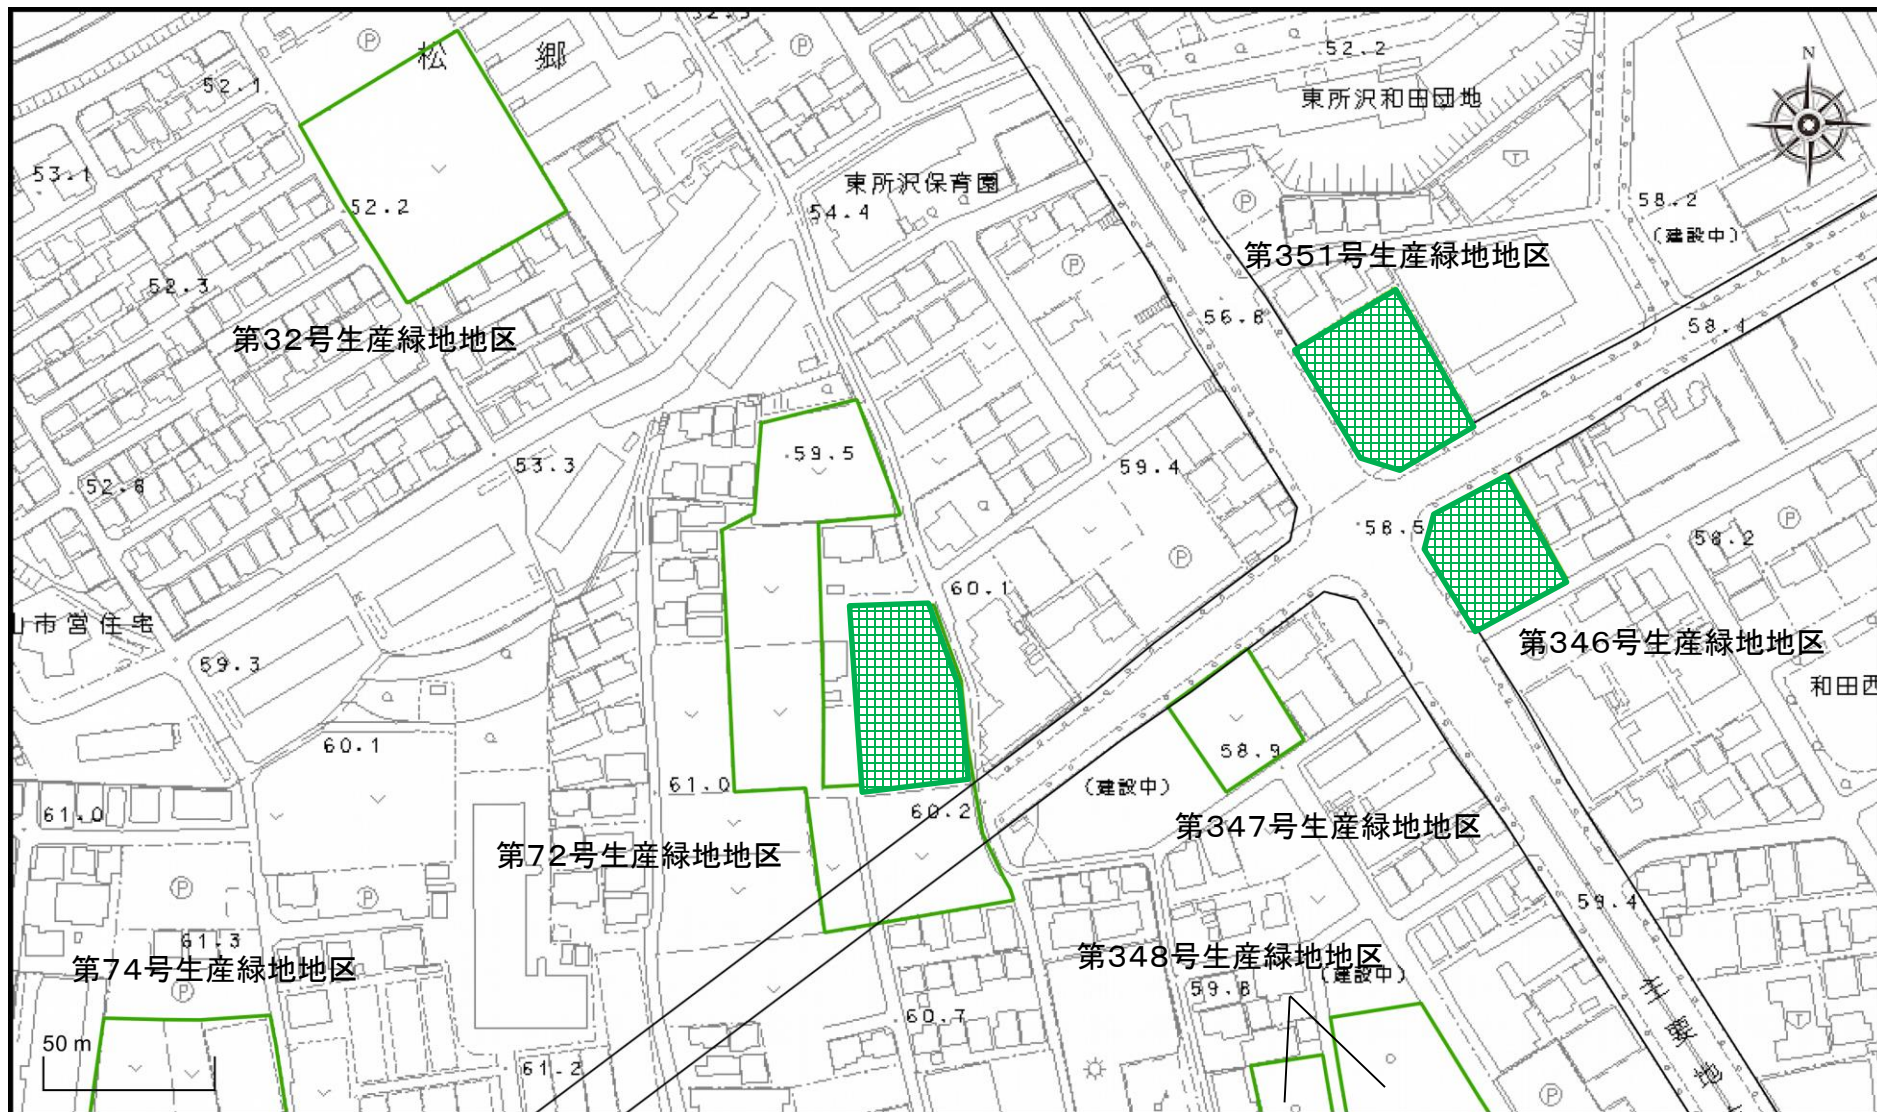 52.3
松郷
Ⓟ
Ⓟ
52.2
N
52.1
東所沢和田団地
53.1
東所沢保育園
52.2
54.4
58.2
(建設中)
Ⓟ
第351号生産緑地地区
Ⓟ
52.3
56.8
58.4
第32号生産緑地地区
59.5
53.3
59.4
52.8
58.5
58.2
Ⓟ
Ⓟ
60.1
山市営住宅
第346号生産緑地地区
59.3
和田西
60.1
58.9
61.0
(建設中)
61.0
60.2
第347号生産緑地地区
第72号生産緑地地区
Ⓟ
Ⓟ
59.4
61.3
第348号生産緑地地区
第74号生産緑地地区
(建設中)
Ⓟ
59.8
主要地
60.7
50 m
61.2
Ⓟ